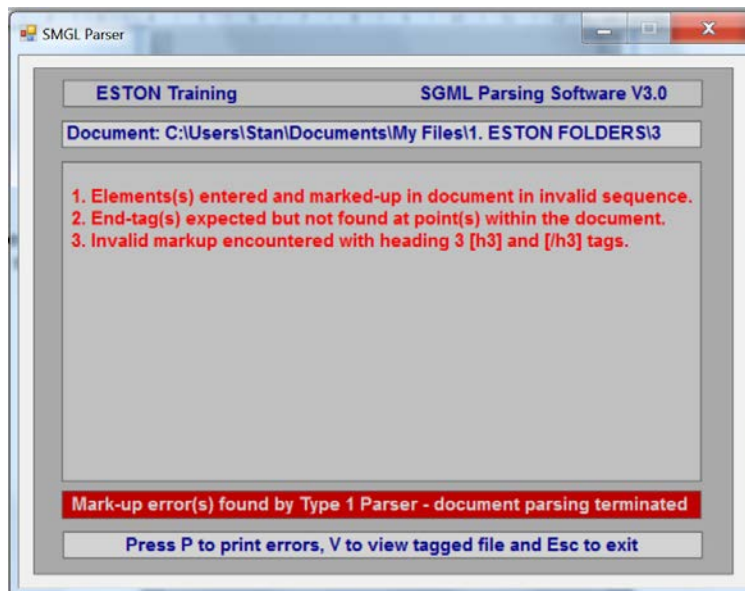 SMGL Parser
ESTON Training SGML Parsing Software V3.0
Document: C:\Users\Stan\Documents\My Files\1. ESTON FOLDERS\3
1. Elements(s) entered and marked-up in document in invalid sequence.
2. End-tag(s) expected but not found at point(s) within the document.
3. Invalid markup encountered with heading 3 [h3] and [/h3] tags.
Mark-up error(s) found by Type 1 Parser - document parsing terminated
Press P to print errors, V to view tagged file and Esc to exit